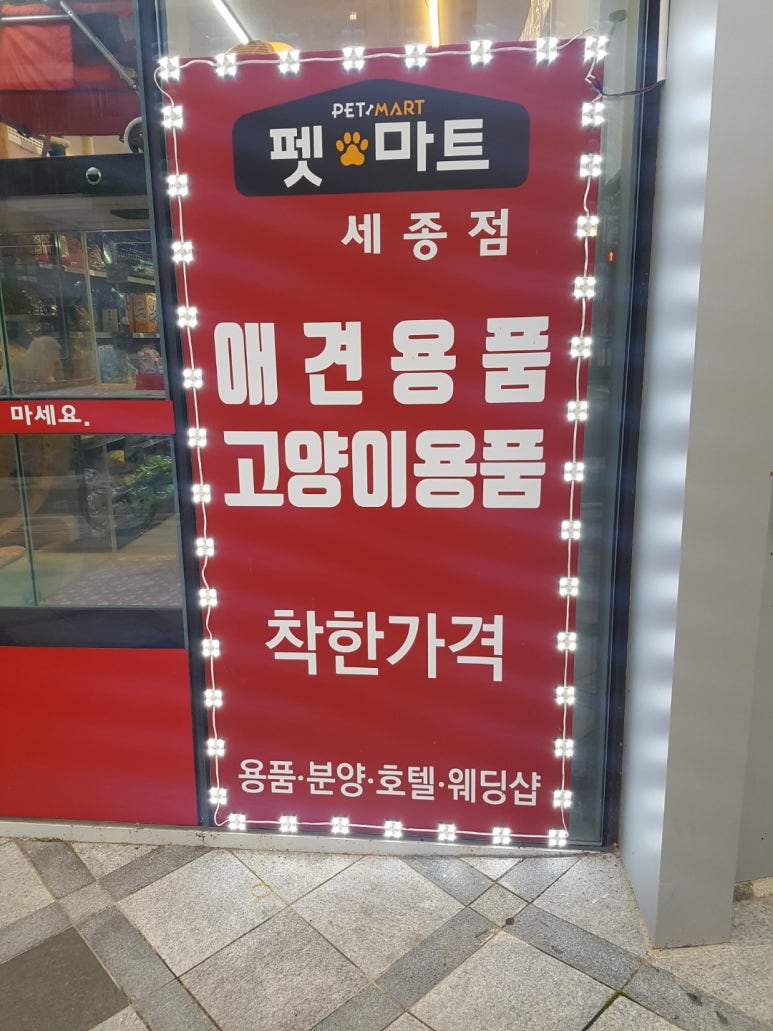 PET MART
펫 마트
세종점
애견용품
고양이용품
착한가격
용품·분양·호텔·웨딩샵
마세요.